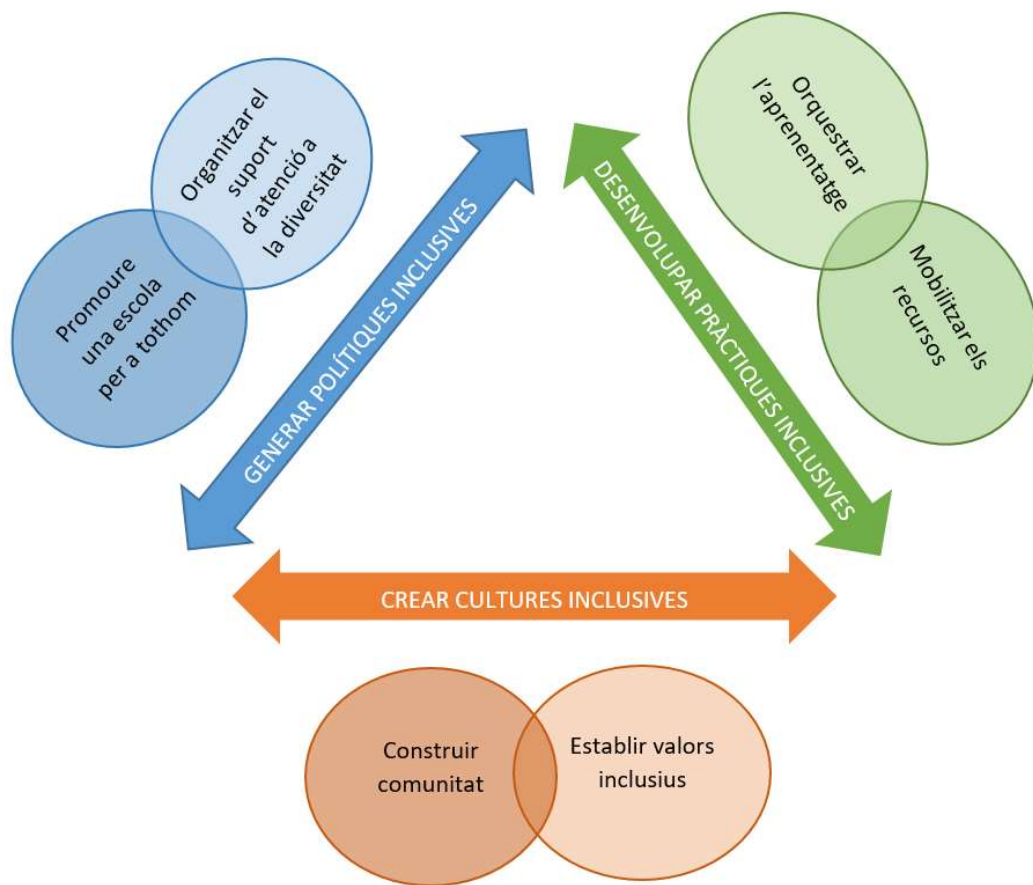 Organitzar el
suport
d'atenció a
la diversitat
Promoure
una escola
per a tothom
GENERAR POLÍTIQUES INCLUSIVES
Orquestrar
l'aprenentatge
Mobilitzar els
recursos
DESENVOLUPAR PRÀCTIQUES INCLUSIVES
CREAR CULTURES INCLUSIVES
Construir
comunitat
Establir valors
inclusius